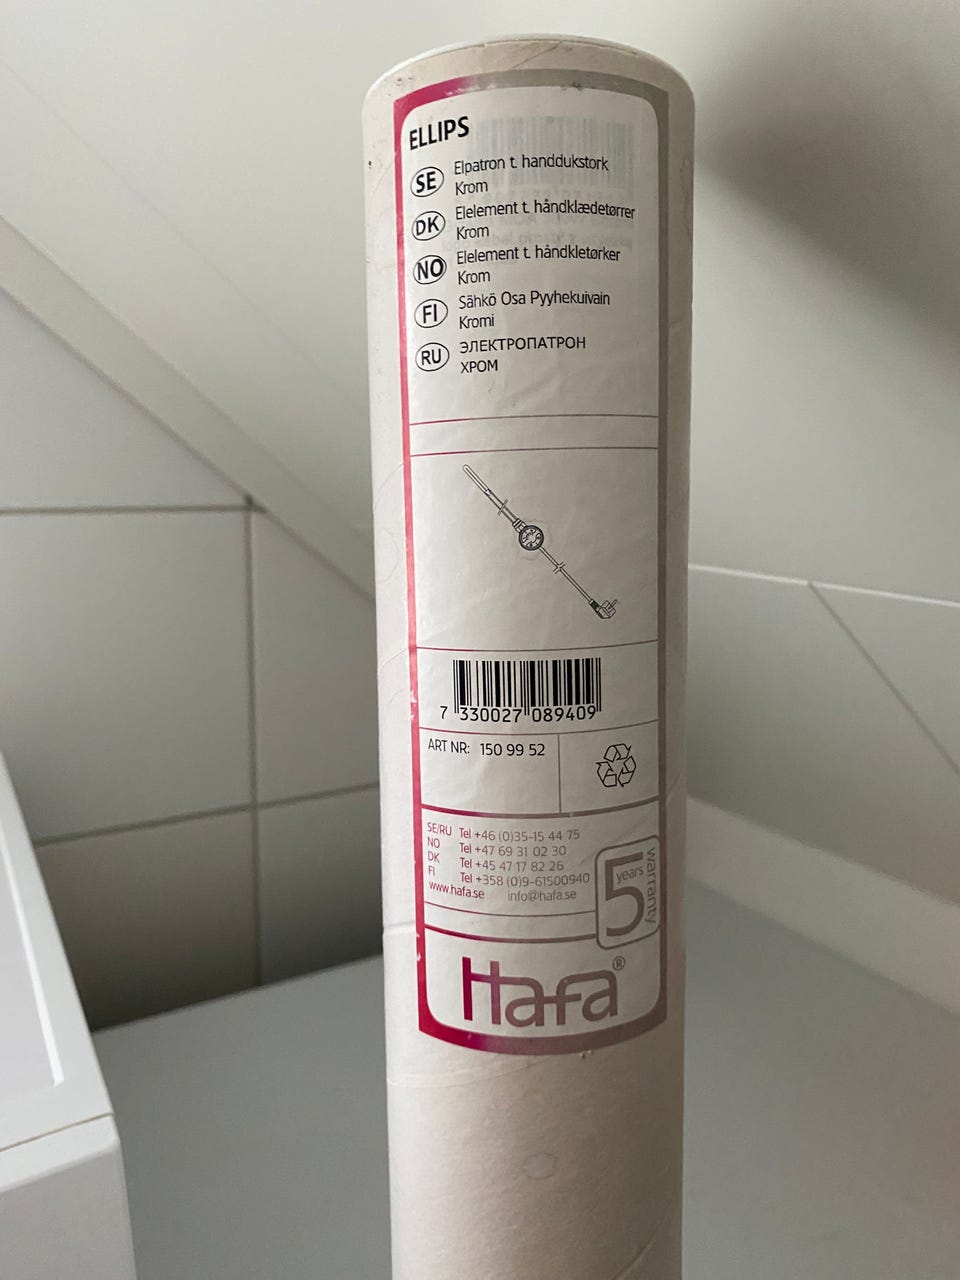 ELLIPS
SE Elpatron t. handdukstork
Krom
DK Elelement t. håndklædetørrer
Krom
NO Elelement t. håndkletørker
Krom
FI Sähkö Osa Pyyhekuivain
Kromi
RU ЭЛЕКТРОПАТРОН
ХРОМ
7 330027 089409
ART NR: 150 99 52
SE/RU Tel +46 (0)35-15 44 75
NO Tel +47 69 31 02 30
DK Tel +45 47 17 82 26
FI Tel +358 (0)9-61500940
www.hafa.se info@hafa.se
5 years warranty
Hafa®